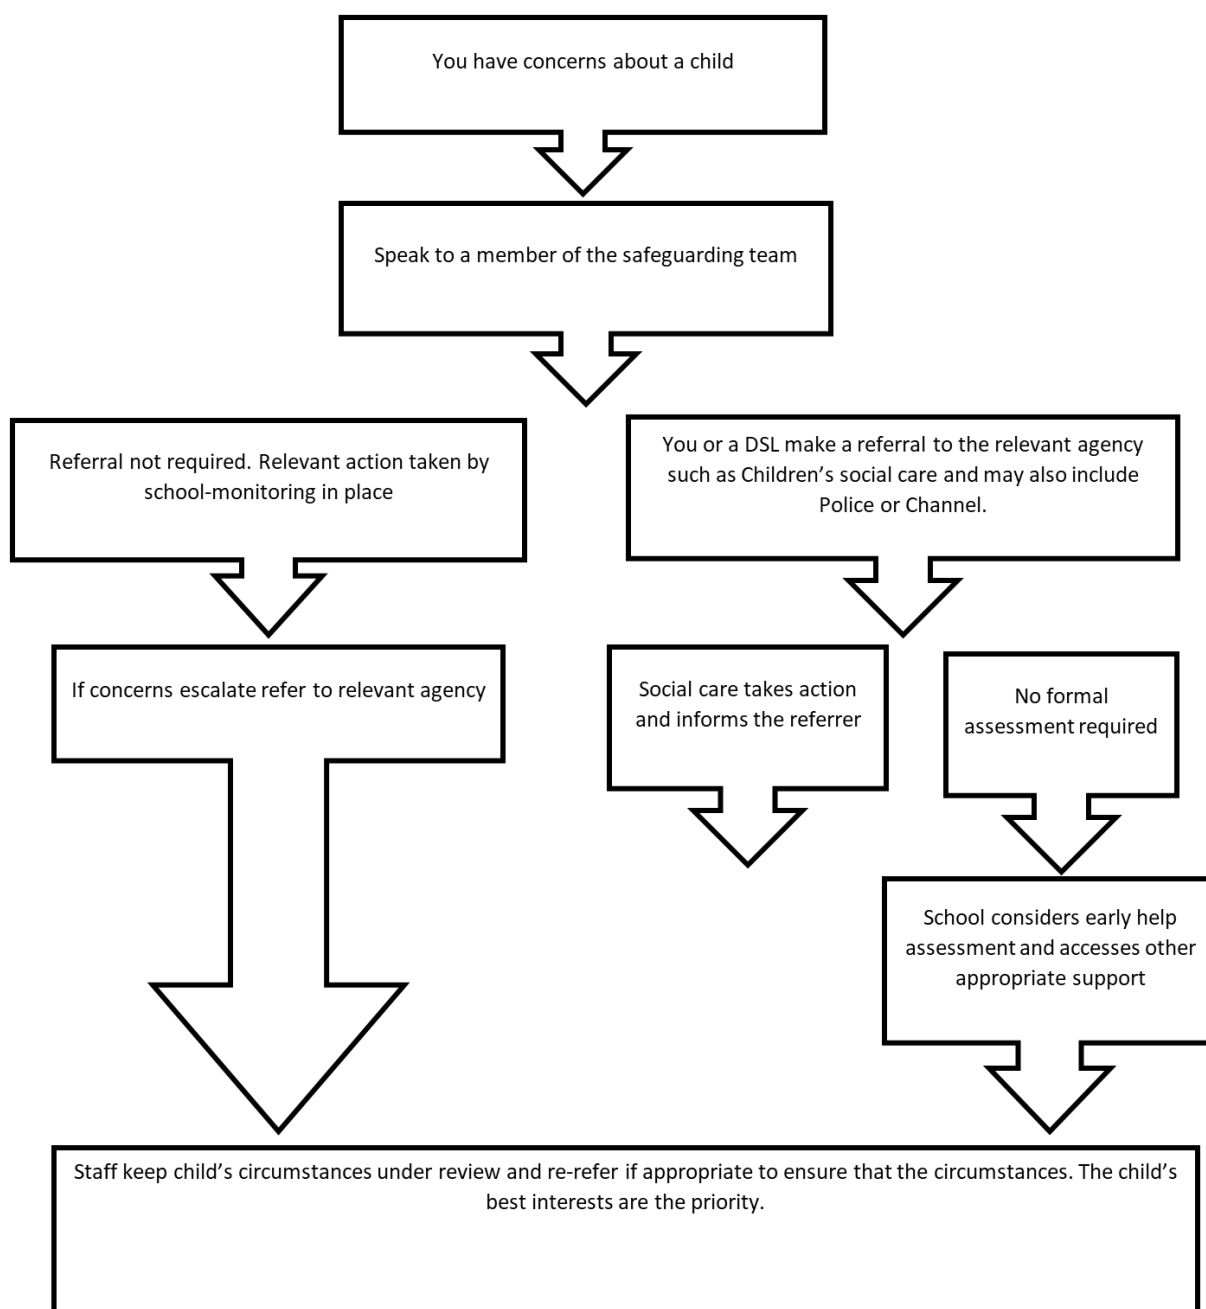 You have concerns about a child
Speak to a member of the safeguarding team
Referral not required. Relevant action taken by
school-monitoring in place
You or a DSL make a referral to the relevant agency
such as Children’s social care and may also include
Police or Channel.
If concerns escalate refer to relevant agency
Social care takes action
and informs the referrer
No formal
assessment required
School considers early help
assessment and accesses other
appropriate support
Staff keep child’s circumstances under review and re-refer if appropriate to ensure that the circumstances. The child’s
best interests are the priority.